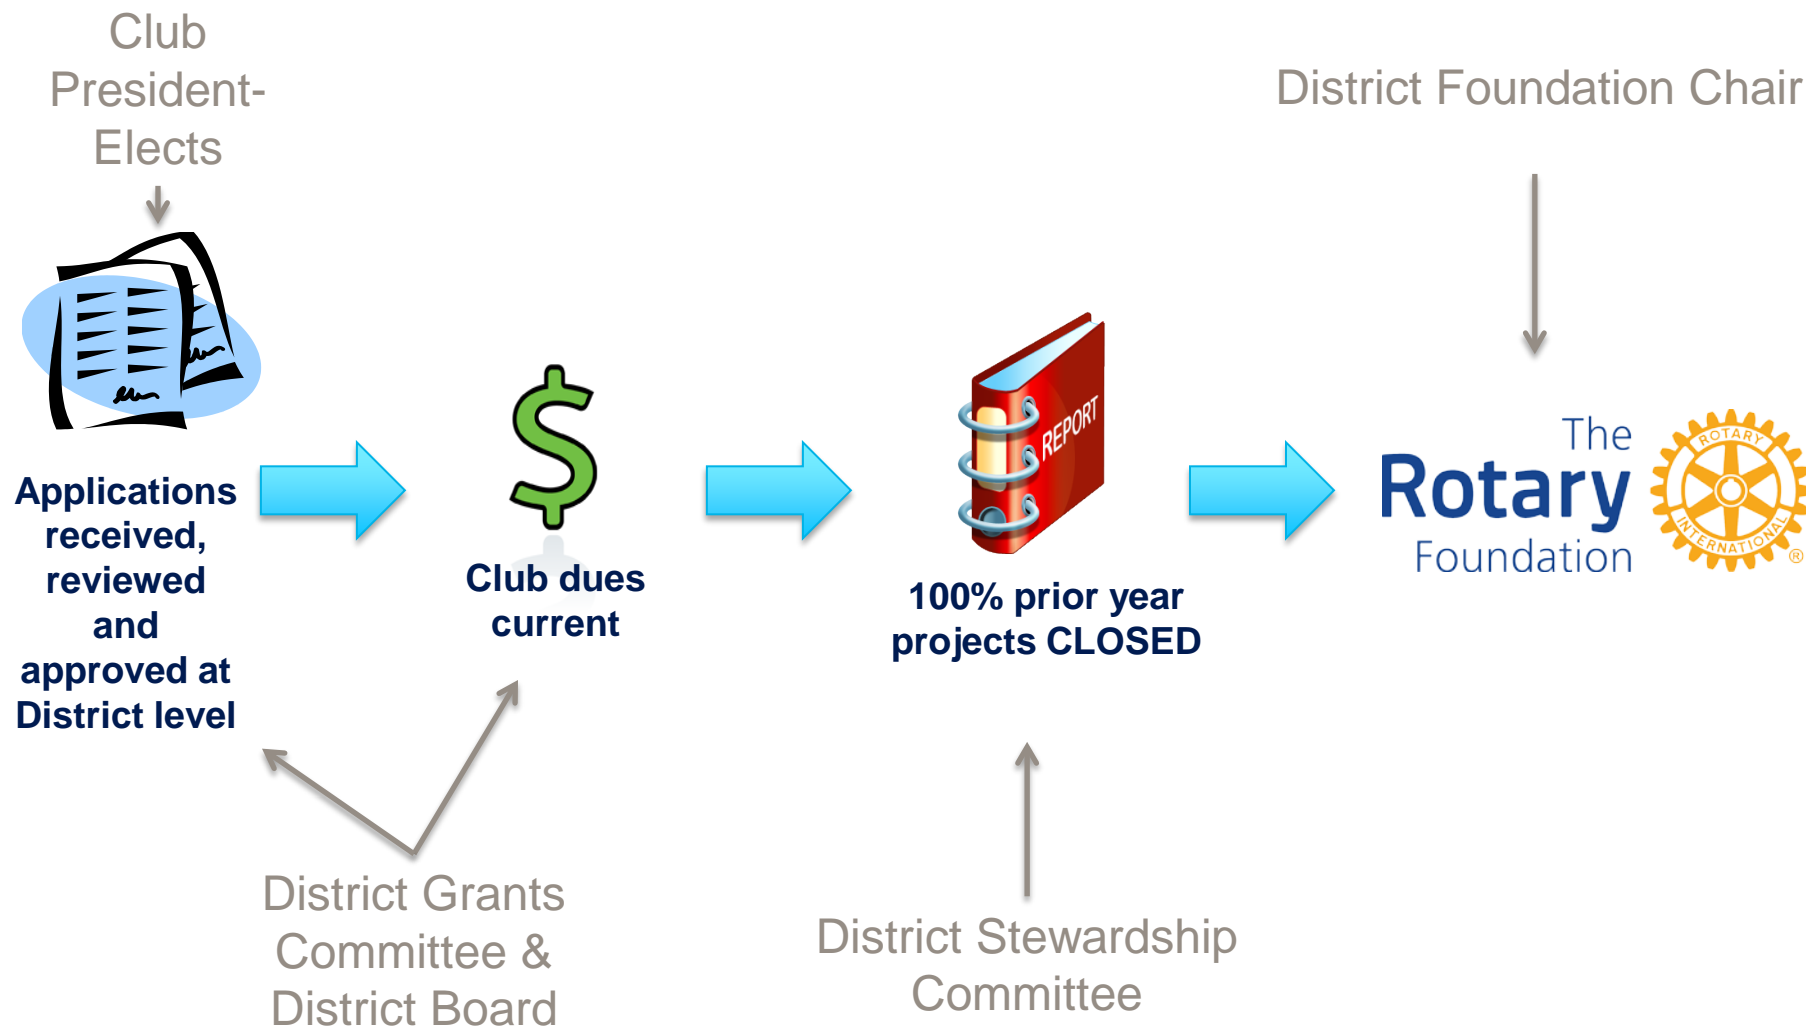 Club
President-
Elects
District Foundation Chair
REPORT
The
Rotary
Foundation
ROTARY
INTERNATIONAL
®
Applications
received,
reviewed
and
approved at
District level
Club dues
current
100% prior year
projects CLOSED
District Grants
Committee &
District Board
District Stewardship
Committee